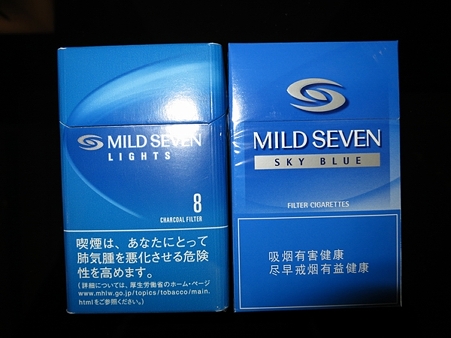 MILD SEVEN
LIGHTS
8
CHARCOAL FILTER
喫煙は、あなたにとって
肺気腫を悪化させる危険
性を高めます。
(詳細については、厚生労働省のホーム・ページ
www.mhlw.go.jp/topics/tobacco/main.
htmlをご参照ください。)
MILD SEVEN
SKY BLUE
FILTER CIGARETTES
吸烟有害健康
尽早戒烟有益健康